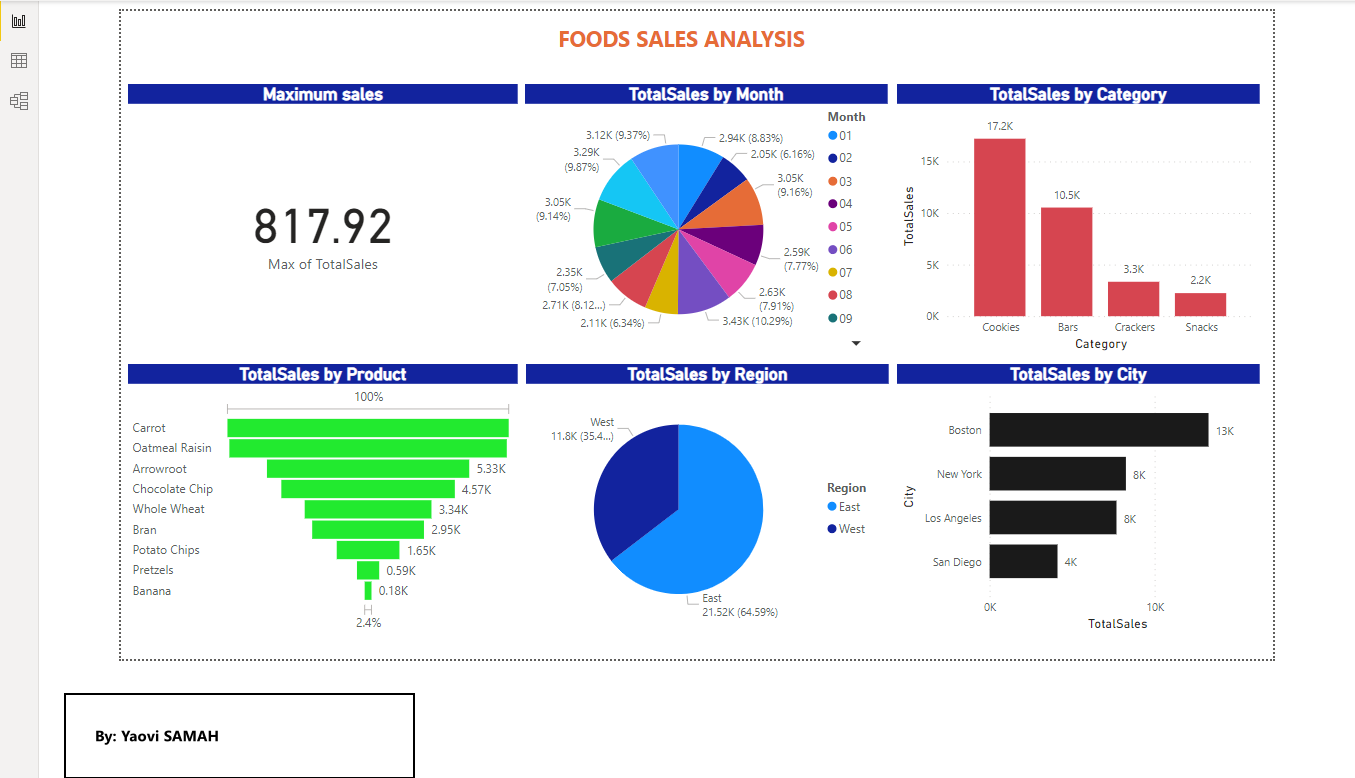 FOODS SALES ANALYSIS
Maximum sales
817.92
Max of TotalSales
TotalSales by Month
3.12K (9.37%)
2.94K (8.83%)
2.05K (6.16%)
3.05K
(9.16%)
2.59K
(7.77%)
2.63K
(7.91%)
3.43K (10.29%)
2.11K (6.34%)
2.71K (8.12...)
2.35K
(7.05%)
3.05K
(9.14%)
3.29K
(9.87%)
Month
01
02
03
04
05
06
07
08
09
TotalSales by Category
TotalSales
15K
10K
5K
0K
17.2K
10.5K
3.3K
2.2K
Cookies
Bars
Crackers
Snacks
Category
TotalSales by Product
100%
Carrot
Oatmeal Raisin
Arrowroot 5.33K
Chocolate Chip 4.57K
Whole Wheat 3.34K
Bran 2.95K
Potato Chips 1.65K
Pretzels 0.59K
Banana 0.18K
2.4%
TotalSales by Region
West
11.8K (35.4...)
East
21.52K (64.59%)
Region
East
West
TotalSales by City
City
Boston 13K
New York 8K
Los Angeles 8K
San Diego 4K
0K 10K
TotalSales
By: Yaovi SAMAH